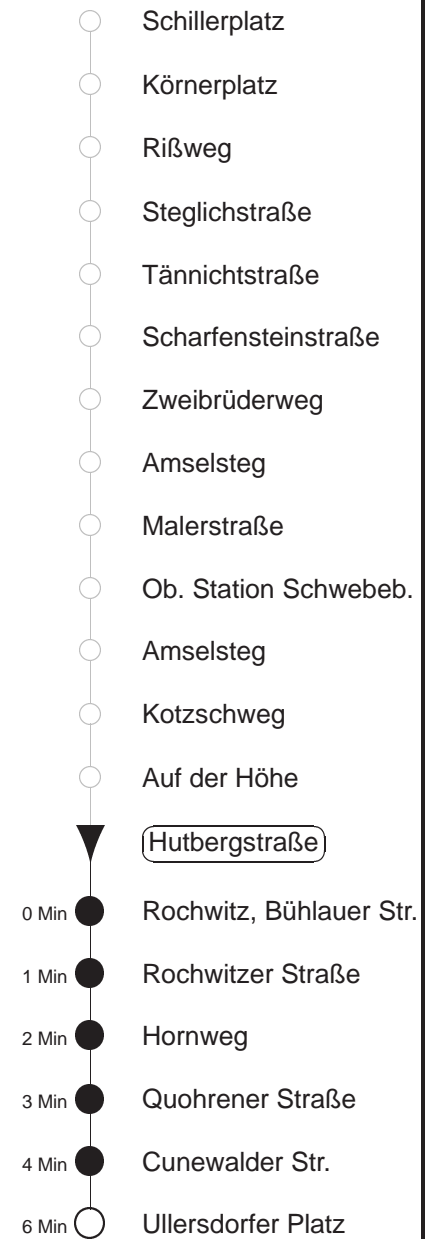 Schillerplatz
Körnerplatz
Rißweg
Steglichstraße
Tännichtstraße
Scharfensteinstraße
Zweibrüderweg
Amselsteg
Malerstraße
Ob. Station Schwebeb.
Amselsteg
Kotzschweg
Auf der Höhe
Hutbergstraße
0 Min Rochwitz, Bühlauer Str.
1 Min Rochwitzer Straße
2 Min Hornweg
3 Min Quohrener Straße
4 Min Cunewalder Str.
6 Min Ullersdorfer Platz